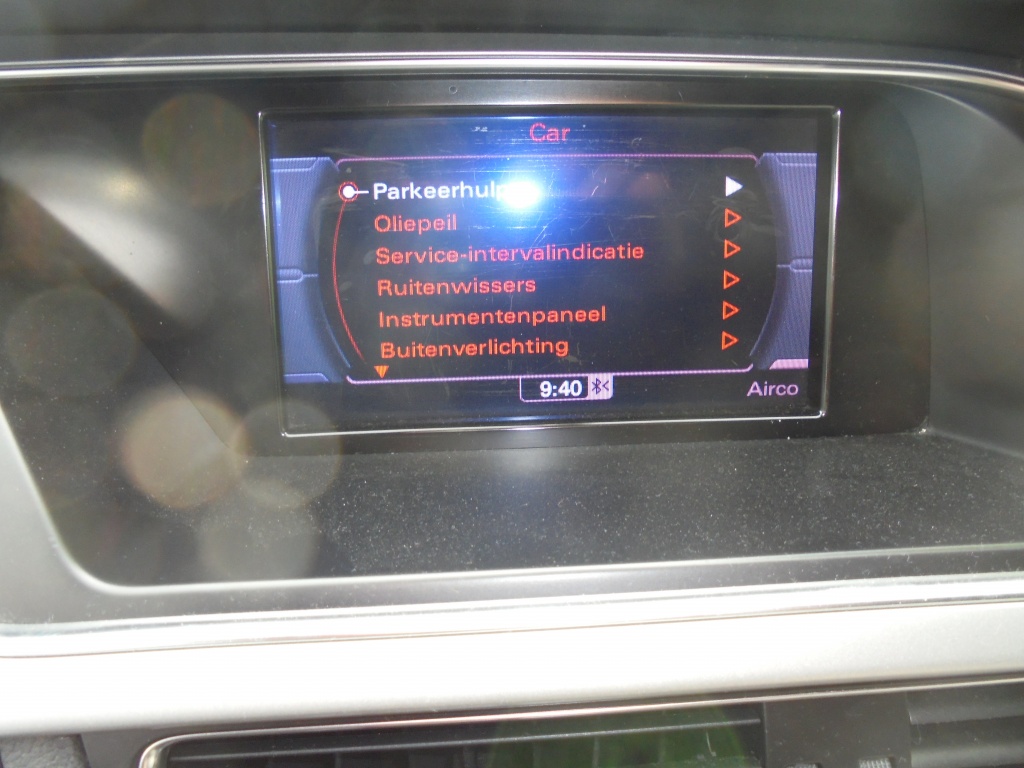 Car
Parkeerhulp
Oliepeil
Service-intervalindicatie
Ruitenwissers
Instrumentenpaneel
Buitenverlichting
9:40
Airco